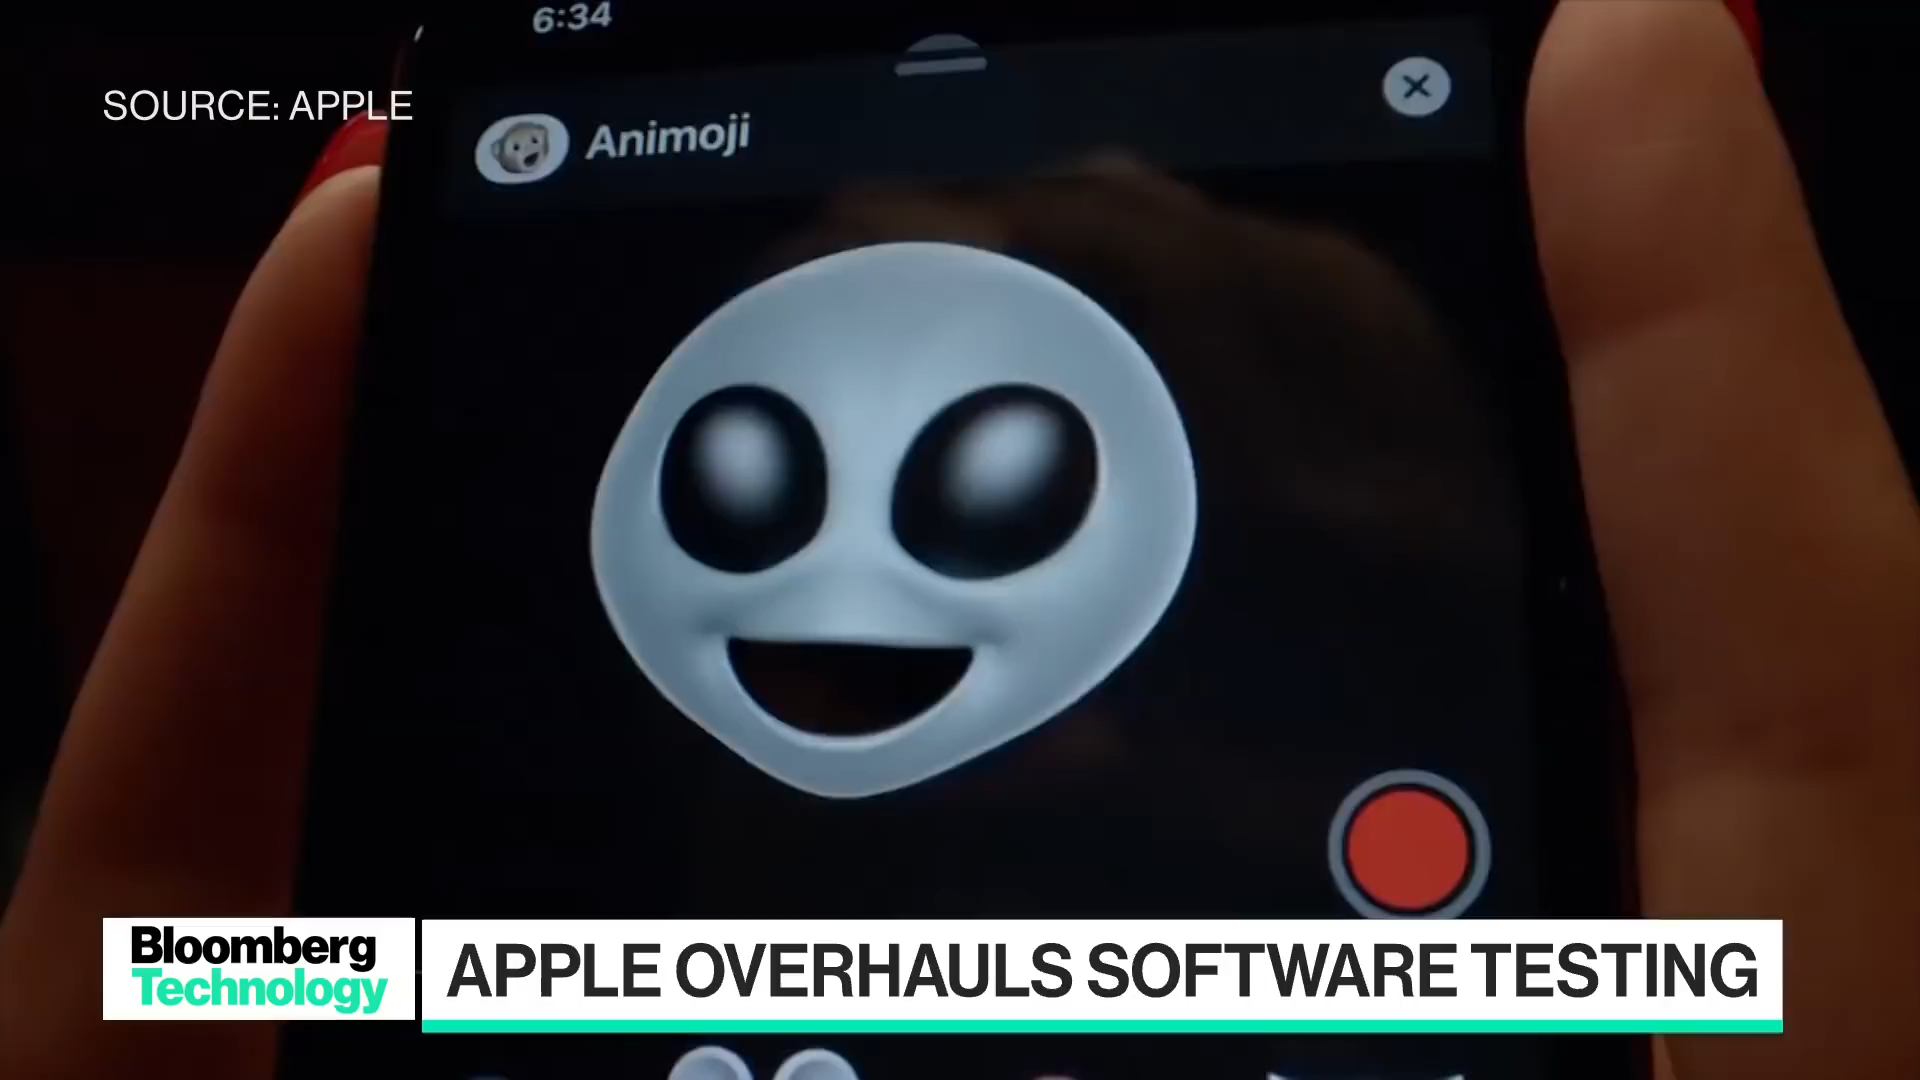 6:34
SOURCE: APPLE
Animoji
Bloomberg
Technology
APPLE OVERHAULS SOFTWARE TESTING